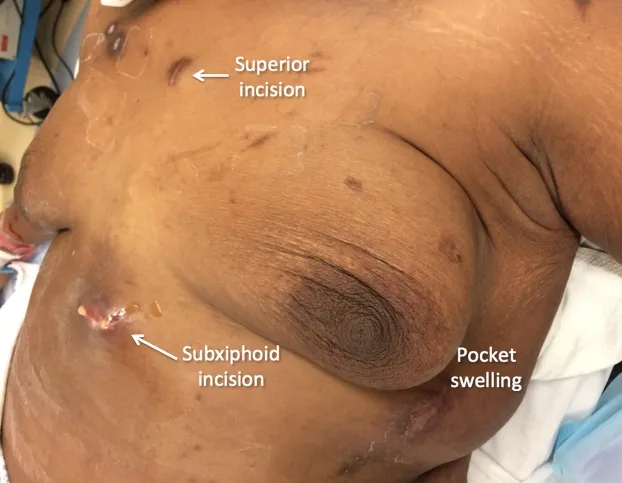 Superior
incision
Subxiphoid
incision
Pocket
swelling